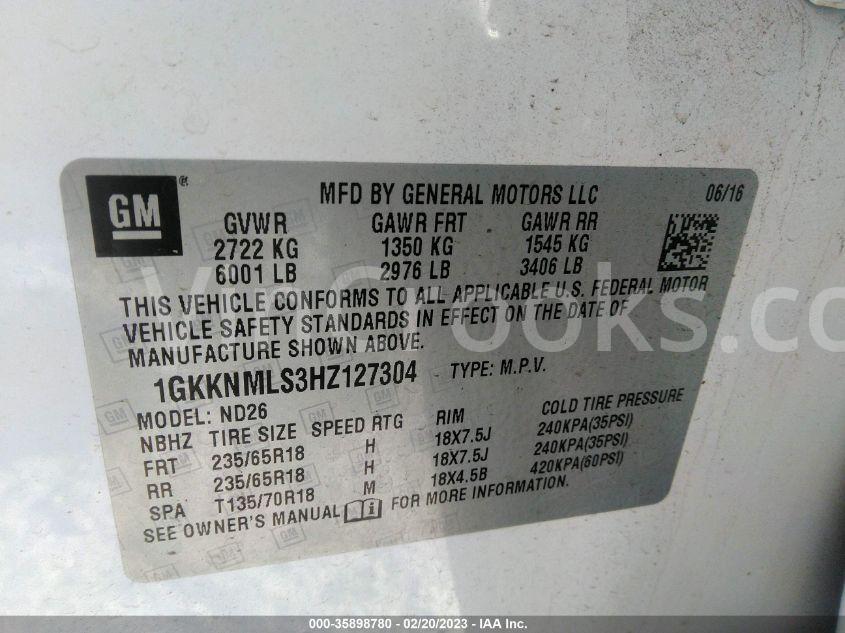 GM ®
MFD BY GENERAL MOTORS LLC 06/16
GVWR GAWR FRT GAWR RR
2722 KG 1350 KG 1545 KG
6001 LB 2976 LB 3406 LB
THIS VEHICLE CONFORMS TO ALL APPLICABLE U.S. FEDERAL MOTOR
VEHICLE SAFETY STANDARDS IN EFFECT ON THE DATE OF
MANUFACTURE SHOWN ABOVE.
1GKKNMLS3HZ127304 TYPE: M.P.V.
MODEL: ND26
NBHZ TIRE SIZE SPEED RTG RIM COLD TIRE PRESSURE
FRT 235/65R18 H 18X7.5J 240KPA(35PSI)
RR 235/65R18 H 18X7.5J 240KPA(35PSI)
SPA T135/70R18 M 18X4.5B 420KPA(60PSI)
SEE OWNER'S MANUAL i FOR MORE INFORMATION.
000-35898780 — 02/20/2023 — IAA Inc.